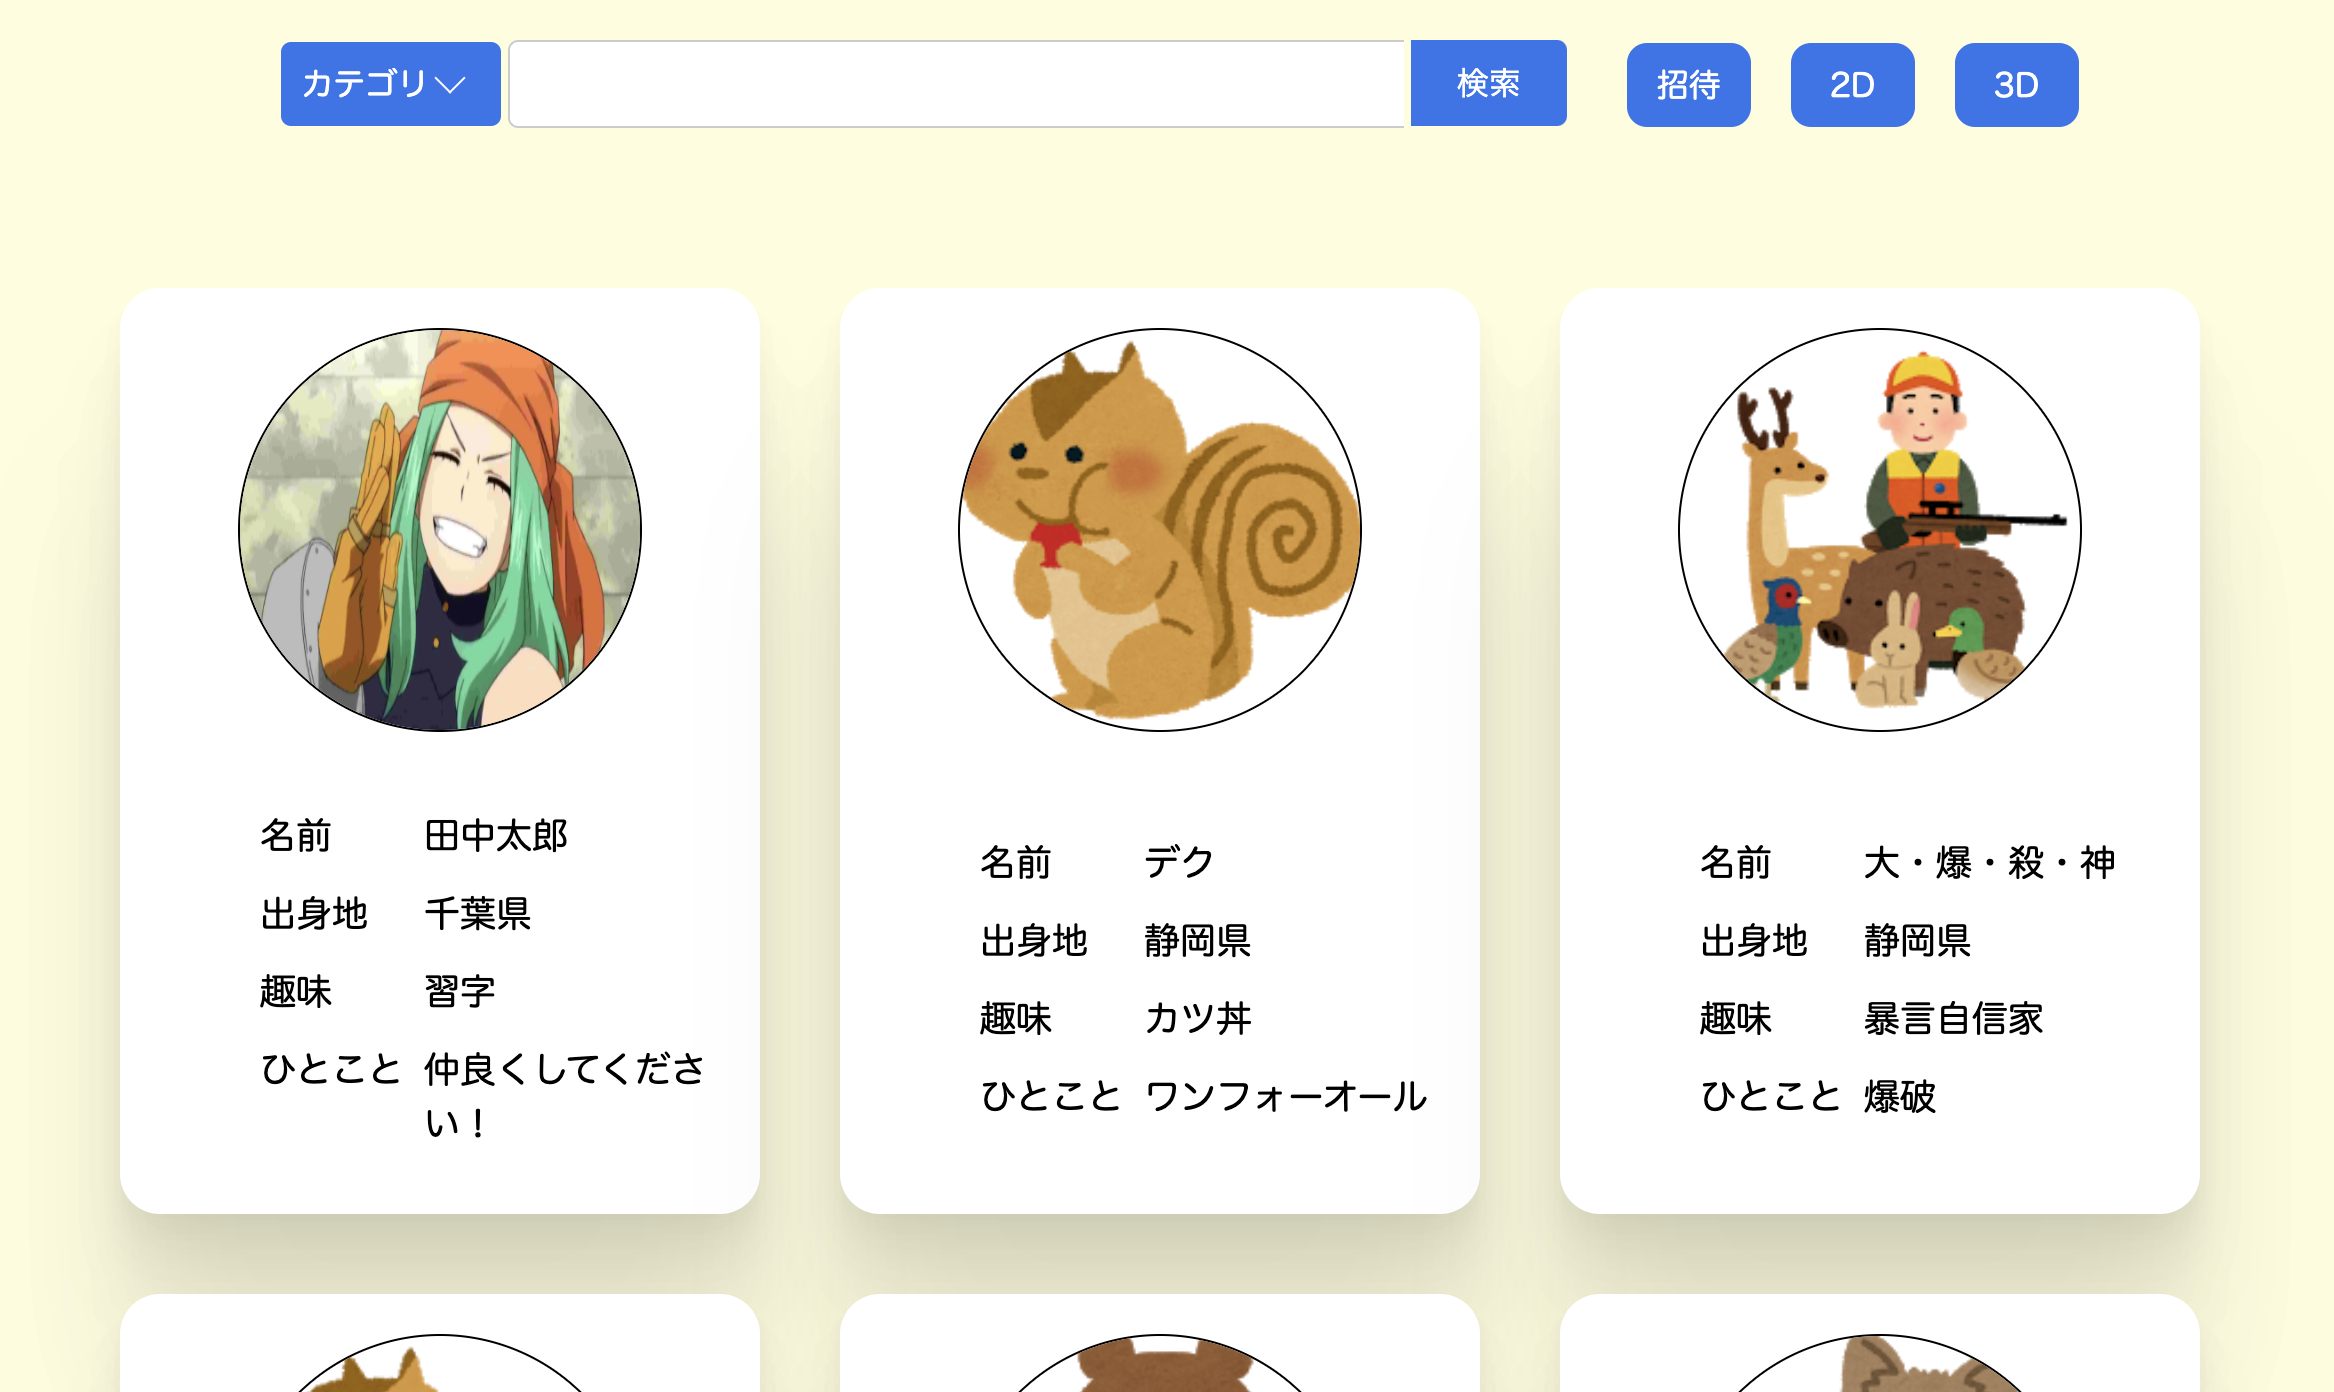 カテゴリ
検索
招待
2D
3D
名前 田中太郎
出身地 千葉県
趣味 習字
ひとこと 仲良くしてくださ
い！
名前 デク
出身地 静岡県
趣味 カツ丼
ひとこと ワンフォーオール
名前 大・爆・殺・神
出身地 静岡県
趣味 暴言自信家
ひとこと 爆破